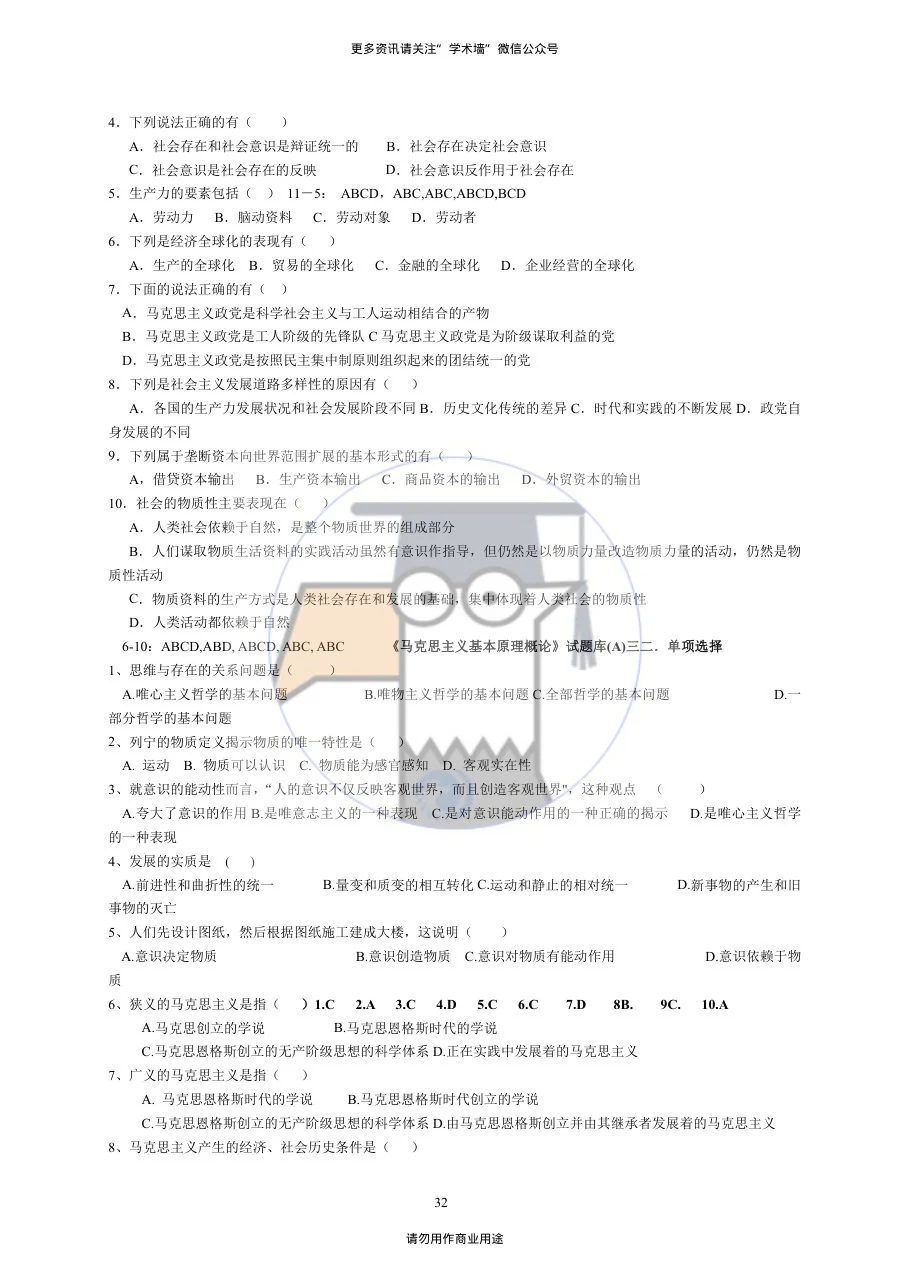 更多资讯请关注“学术墙”微信公众号
4．下列说法正确的有（　　）
A．社会存在和社会意识是辩证统一的　　B．社会存在决定社会意识
C．社会意识是社会存在的反映　　D．社会意识反作用于社会存在
5．生产力的要素包括（　） 11－5： ABCD，ABC,ABC,ABCD,BCD
A．劳动力　B．脑动资料　C．劳动对象　D．劳动者
6．下列是经济全球化的表现有（　）
A．生产的全球化　B．贸易的全球化　C．金融的全球化　D．企业经营的全球化
7．下面的说法正确的有（　）
A．马克思主义政党是科学社会主义与工人运动相结合的产物
B．马克思主义政党是工人阶级的先锋队 C 马克思主义政党是为阶级谋取利益的党
D．马克思主义政党是按照民主集中制原则组织起来的团结统一的党
8．下列是社会主义发展道路多样性的原因有（　）
A．各国的生产力发展状况和社会发展阶段不同 B．历史文化传统的差异 C．时代和实践的不断发展 D．政党自
身发展的不同
9．下列属于垄断资本向世界范围扩展的基本形式的有（　）
A，借贷资本输出　B．生产资本输出　C．商品资本的输出　D．外贸资本的输出
10．社会的物质性主要表现在（　）
A．人类社会依赖于自然，是整个物质世界的组成部分
B．人们谋取物质生活资料的实践活动虽然有意识作指导，但仍然是以物质力量改造物质力量的活动，仍然是物
质性活动
C．物质资料的生产方式是人类社会存在和发展的基础，集中体现着人类社会的物质性
D．人类活动都依赖于自然
6-10：ABCD,ABD, ABCD, ABC, ABC　　《马克思主义基本原理概论》试题库(A)三二．单项选择
1、思维与存在的关系问题是（　　）
A.唯心主义哲学的基本问题　　B.唯物主义哲学的基本问题 C.全部哲学的基本问题　　D.一
部分哲学的基本问题
2、列宁的物质定义揭示物质的唯一特性是（　）
A. 运动　B. 物质可以认识　C. 物质能为感官感知　D. 客观实在性
3、就意识的能动性而言，“人的意识不仅反映客观世界，而且创造客观世界"，这种观点　（　　）
A.夸大了意识的作用 B.是唯意志主义的一种表现　C.是对意识能动作用的一种正确的揭示　D.是唯心主义哲学
的一种表现
4、发展的实质是　(　)
A.前进性和曲折性的统一　　B.量变和质变的相互转化 C.运动和静止的相对统一　　D.新事物的产生和旧
事物的灭亡
5、人们先设计图纸，然后根据图纸施工建成大楼，这说明（　）
A.意识决定物质　　B.意识创造物质　C.意识对物质有能动作用　　D.意识依赖于物
质
6、狭义的马克思主义是指（　）1.C　2.A　3.C　4.D　5.C　6.C　7.D　8B.　9C.　10.A
A.马克思创立的学说　　B.马克思恩格斯时代的学说
C.马克思恩格斯创立的无产阶级思想的科学体系 D.正在实践中发展着的马克思主义
7、广义的马克思主义是指（　）
A. 马克思恩格斯时代的学说　　B.马克思恩格斯时代创立的学说
C.马克思恩格斯创立的无产阶级思想的科学体系 D.由马克思恩格斯创立并由其继承者发展着的马克思主义
8、马克思主义产生的经济、社会历史条件是（　）
32
请勿用作商业用途